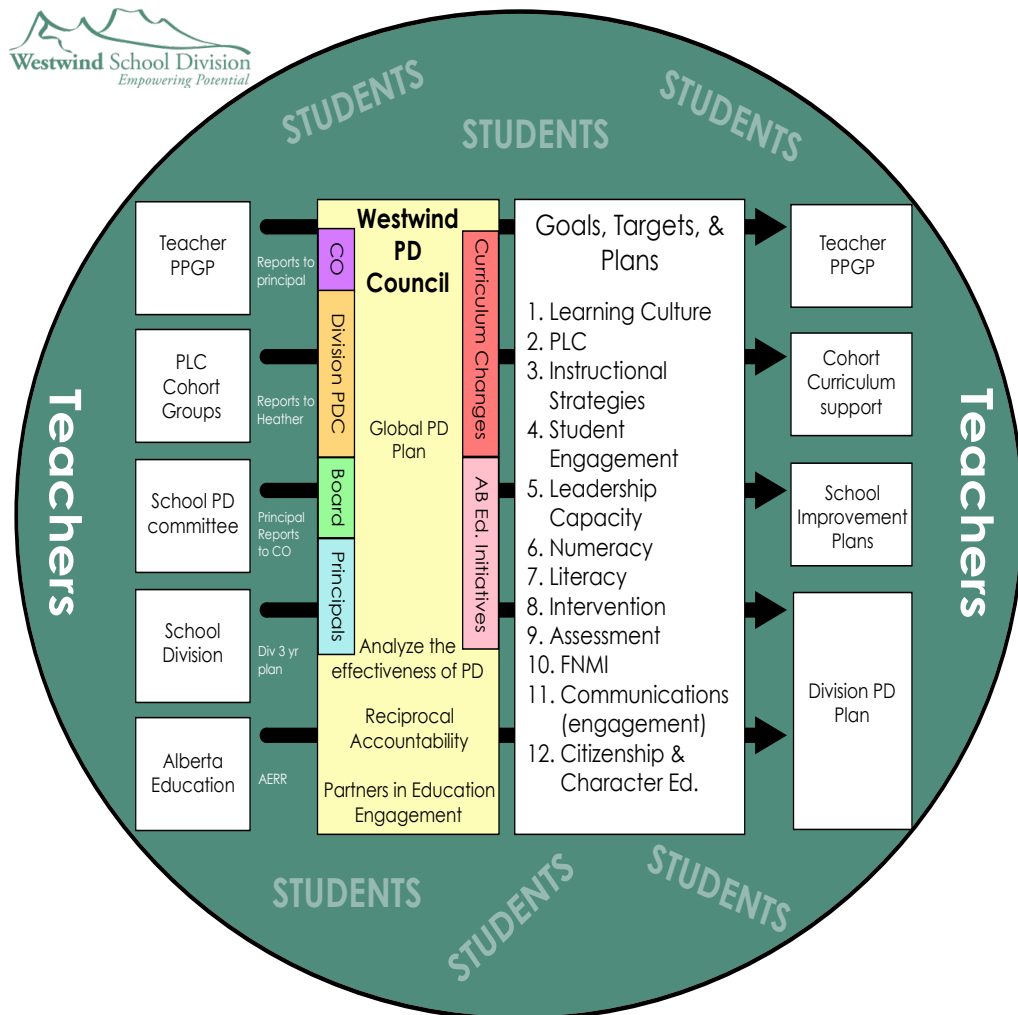 Westwind School Division
Empowering Potential
STUDENTS
STUDENTS
STUDENTS
Teachers
Teacher
PPGP
Reports to
principal
PLC
Cohort
Groups
Reports to
Heather
School PD
committee
Principal
Reports
to CO
School
Division
Div 3 yr
plan
Alberta
Education
AERR
Westwind
PD
Council
CO
Division PDC
Board
Principals
Global PD
Plan
Curriculum Changes
AB Ed. Initiatives
Analyze the
effectiveness of PD
Reciprocal
Accountability
Partners in Education
Engagement
Goals, Targets, &
Plans
1. Learning Culture
2. PLC
3. Instructional
Strategies
4. Student
Engagement
5. Leadership
Capacity
6. Numeracy
7. Literacy
8. Intervention
9. Assessment
10. FNMI
11. Communications
(engagement)
12. Citizenship &
Character Ed.
Teacher
PPGP
Cohort
Curriculum
support
School
Improvement
Plans
Division PD
Plan
Teachers
STUDENTS
STUDENTS
STUDENTS